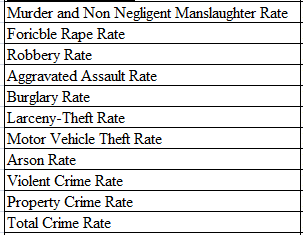 Murder and Non Negligent Manslaughter Rate
Foricble Rape Rate
Robbery Rate
Aggravated Assault Rate
Burglary Rate
Larceny-Theft Rate
Motor Vehicle Theft Rate
Arson Rate
Violent Crime Rate
Property Crime Rate
Total Crime Rate